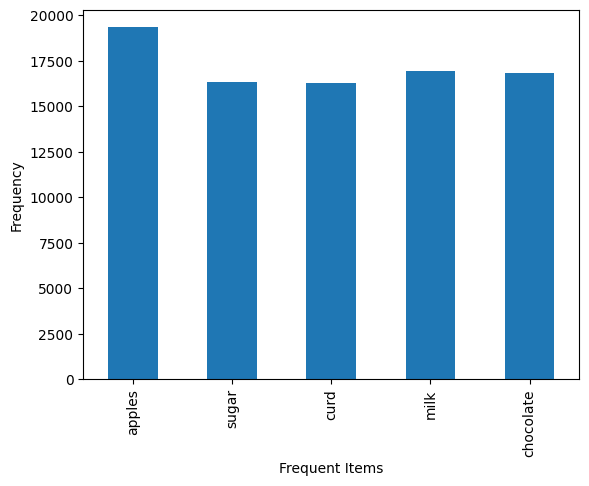 20000
17500
15000
12500
10000
7500
5000
2500
0
Frequency
apples
sugar
curd
milk
chocolate
Frequent Items